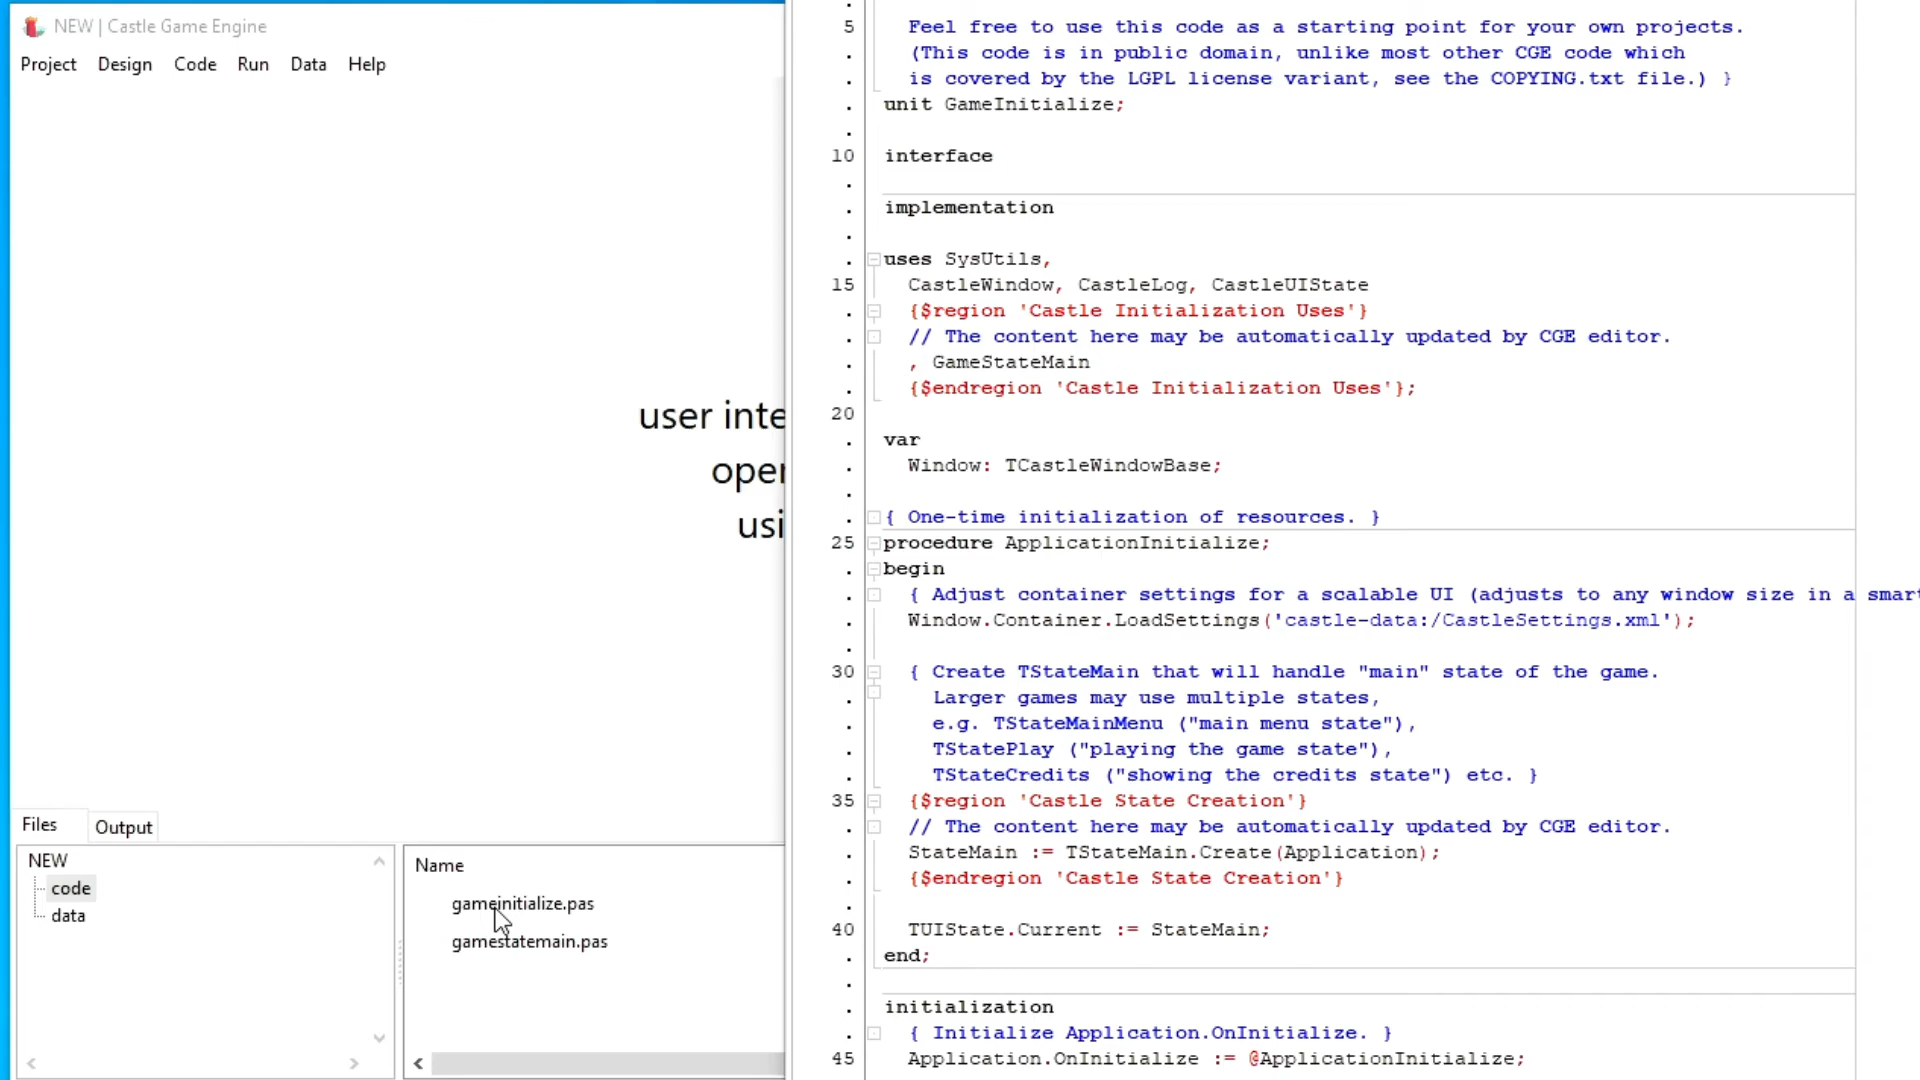 NEW | Castle Game Engine
Project Design Code Run Data Help
user inte
oper
usi
Files Output
NEW
code
data
Name
gameinitialize.pas
gamestatemain.pas
5 Feel free to use this code as a starting point for your own projects.
(This code is in public domain, unlike most other CGE code which
is covered by the LGPL license variant, see the COPYING.txt file.) }
unit GameInitialize;
10 interface
implementation
uses SysUtils,
15 CastleWindow, CastleLog, CastleUIState
{$region 'Castle Initialization Uses'}
// The content here may be automatically updated by CGE editor.
, GameStateMain
{$endregion 'Castle Initialization Uses'};
20
var
Window: TCastleWindowBase;
{ One-time initialization of resources. }
25 procedure ApplicationInitialize;
begin
{ Adjust container settings for a scalable UI (adjusts to any window size in a smart
Window.Container.LoadSettings('castle-data:/CastleSettings.xml');
30 { Create TStateMain that will handle "main" state of the game.
Larger games may use multiple states,
e.g. TStateMainMenu ("main menu state"),
TStatePlay ("playing the game state"),
TStateCredits ("showing the credits state") etc. }
35 {$region 'Castle State Creation'}
// The content here may be automatically updated by CGE editor.
StateMain := TStateMain.Create(Application);
{$endregion 'Castle State Creation'}
40 TUIState.Current := StateMain;
end;
initialization
{ Initialize Application.OnInitialize. }
45 Application.OnInitialize := @ApplicationInitialize;